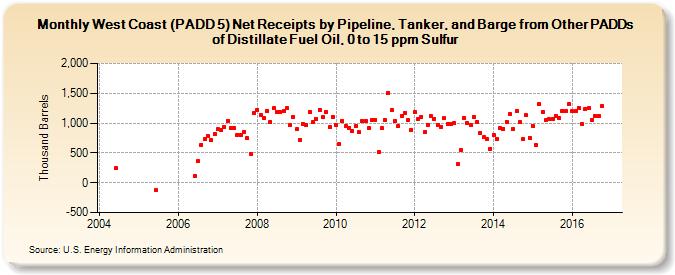 Monthly West Coast (PADD 5) Net Receipts by Pipeline, Tanker, and Barge from Other PADDs
of Distillate Fuel Oil, 0 to 15 ppm Sulfur
Thousand Barrels
2,000
1,500
1,000
500
0
-500
2004 2006 2008 2010 2012 2014 2016
Source: U.S. Energy Information Administration